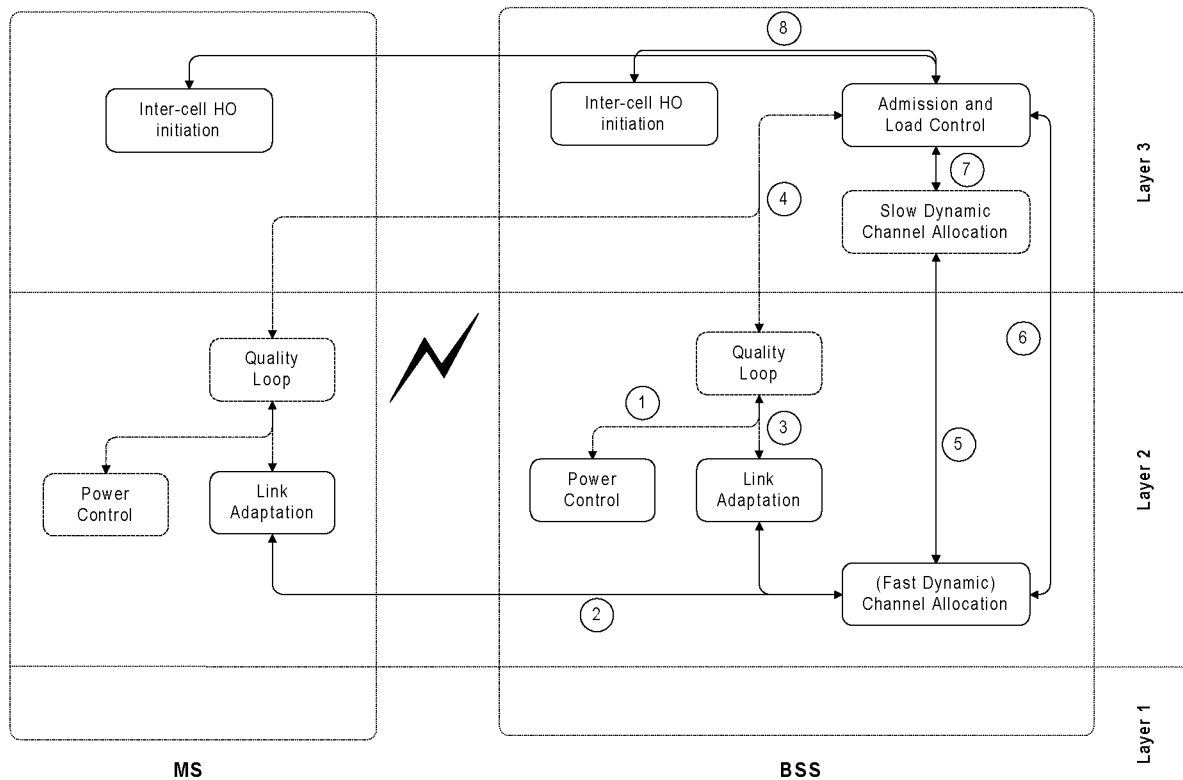 8
Inter-cell HO
initiation
Inter-cell HO
initiation
Admission and
Load Control
7
4
Slow Dynamic
Channel Allocation
Layer 3
Quality
Loop
Quality
Loop
6
1
3
5
Power
Control
Link
Adaptation
Power
Control
Link
Adaptation
Layer 2
(Fast Dynamic)
Channel Allocation
2
Layer 1
MS
BSS